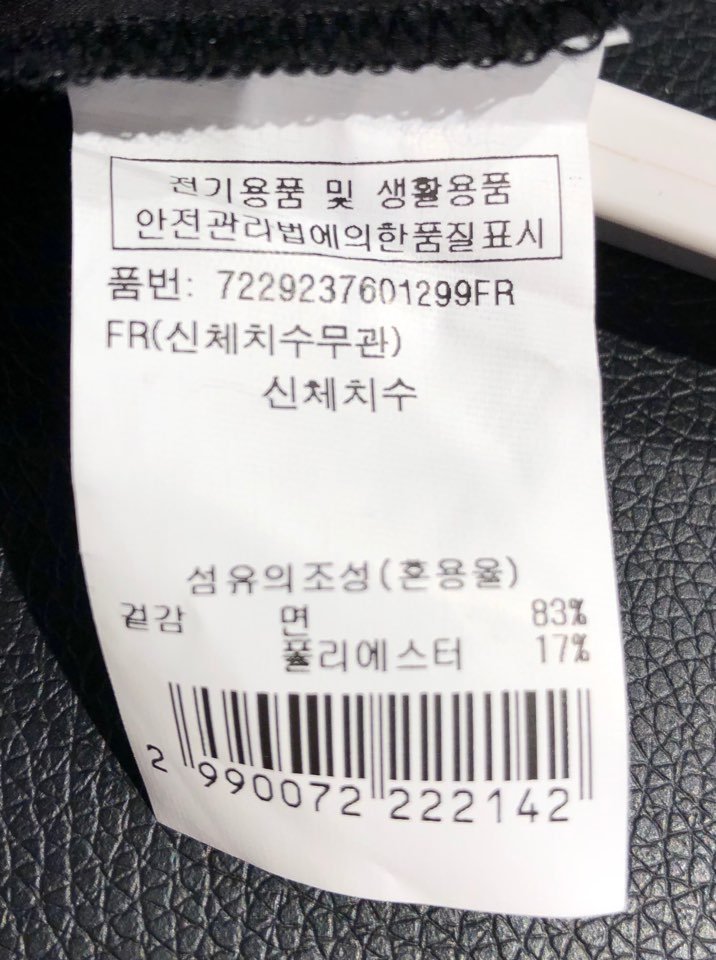 전기용품 및 생활용품
안전관리법에의한품질표시
품번: 7229237601299FR
FR(신체치수무관)
신체치수
섬유의조성(혼용율)
겉감 면 83%
폴리에스터 17%
2 990072 222142